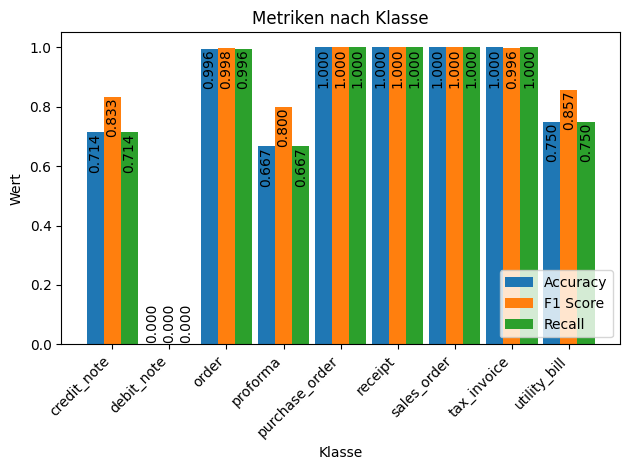 Metriken nach Klasse
Wert
1.0
0.8
0.6
0.4
0.2
0.0
0.714
0.833
0.714
0.000
0.000
0.000
0.996
0.998
0.996
0.667
0.800
0.667
1.000
1.000
1.000
1.000
1.000
1.000
1.000
1.000
1.000
1.000
0.996
1.000
0.750
0.857
0.750
Accuracy
F1 Score
Recall
credit_note
debit_note
order
proforma
purchase_order
receipt
sales_order
tax_invoice
utility_bill
Klasse